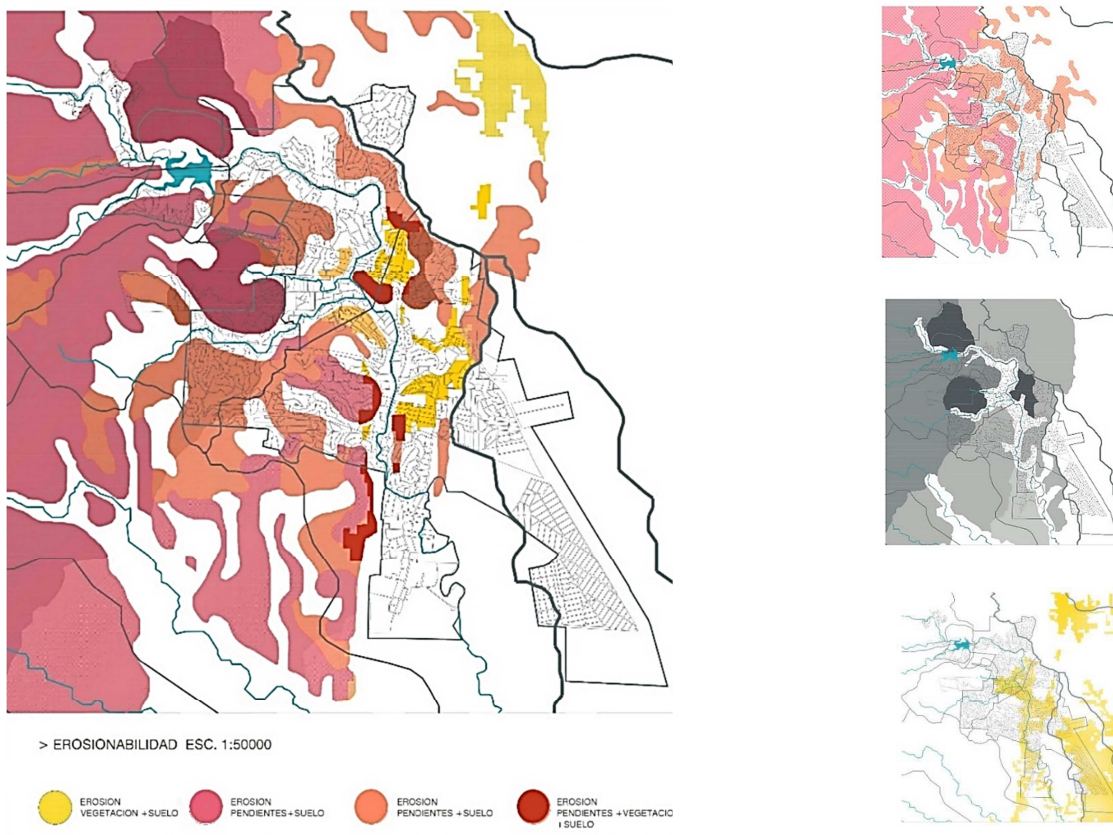 > EROSIONABILIDAD ESC. 1:50000
EROSION
VEGETACION +SUELO
EROSION
PENDIENTES+SUELO
EROSION
PENDIENTES +SUELO
EROSION
PENDIENTES +VEGETACIO
+SUELO